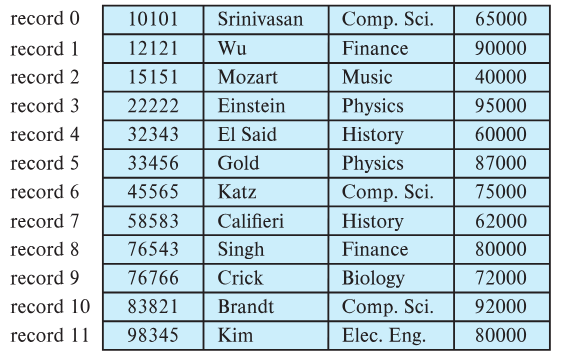 record 0 10101 Srinivasan Comp. Sci. 65000
record 1 12121 Wu Finance 90000
record 2 15151 Mozart Music 40000
record 3 22222 Einstein Physics 95000
record 4 32343 El Said History 60000
record 5 33456 Gold Physics 87000
record 6 45565 Katz Comp. Sci. 75000
record 7 58583 Califieri History 62000
record 8 76543 Singh Finance 80000
record 9 76766 Crick Biology 72000
record 10 83821 Brandt Comp. Sci. 92000
record 11 98345 Kim Elec. Eng. 80000